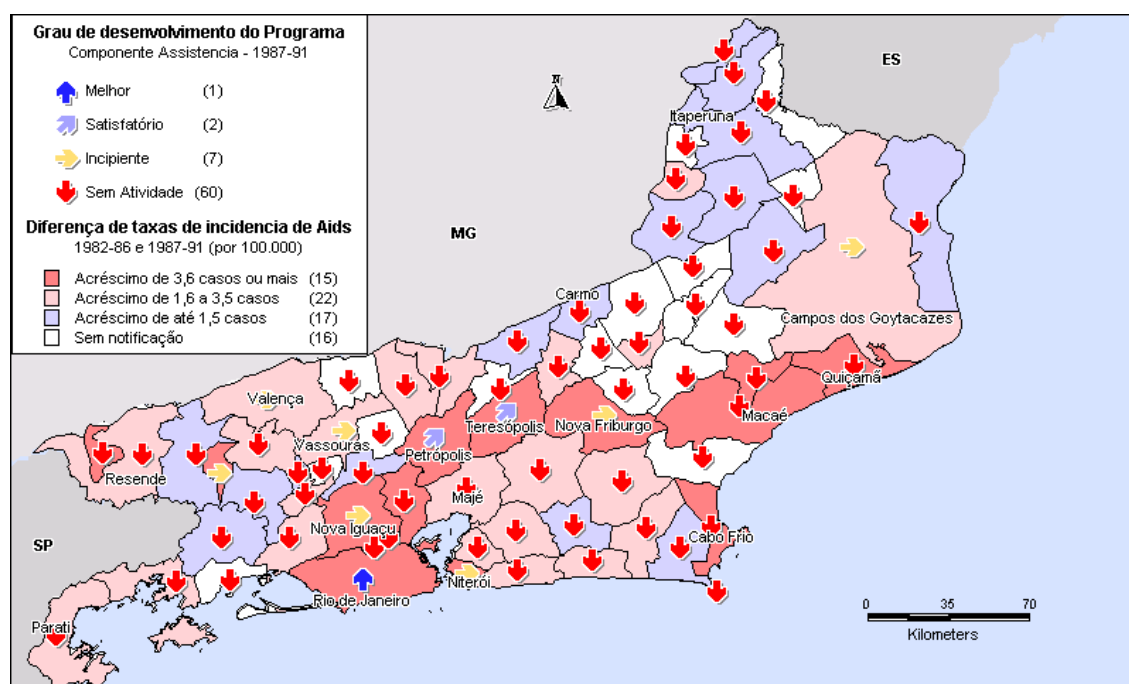 Grau de desenvolvimento do Programa
Componente Assistencia - 1987-91
Melhor (1)
Satisfatório (2)
Incipiente (7)
Sem Atividade (60)
Diferença de taxas de incidencia de Aids
1982-86 e 1987-91 (por 100.000)
Acréscimo de 3,6 casos ou mais (15)
Acréscimo de 1,6 a 3,5 casos (22)
Acréscimo de até 1,5 casos (17)
Sem notificação (16)
N
ES
MG
SP
Itaperuna
Carmo
Campos dos Goytacazes
Quiçamã
Macaé
Valença
Vassouras
Teresópolis
Nova Friburgo
Petrópolis
Resende
Majé
Nova Iguaçu
Cabo Frio
Niterói
Rio de Janeiro
Parati
0 35 70
Kilometers